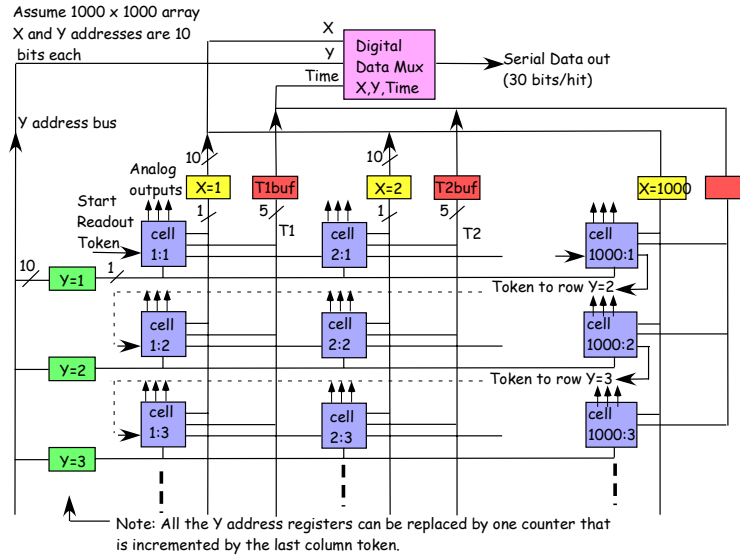 Assume 1000 x 1000 array
X and Y addresses are 10
bits each
X
Y
Time
Digital
Data Mux
X,Y,Time
Serial Data out
(30 bits/hit)
Y address bus
10
10
Analog
outputs
X=1
T1buf
X=2
T2buf
X=1000
Start
Readout
Token
1
5
1
5
T1
T2
cell
1:1
cell
2:1
cell
1000:1
10
1
Y=1
Token to row Y=2
cell
1:2
cell
2:2
cell
1000:2
Y=2
Token to row Y=3
cell
1:3
cell
2:3
cell
1000:3
Y=3
Note: All the Y address registers can be replaced by one counter that
is incremented by the last column token.